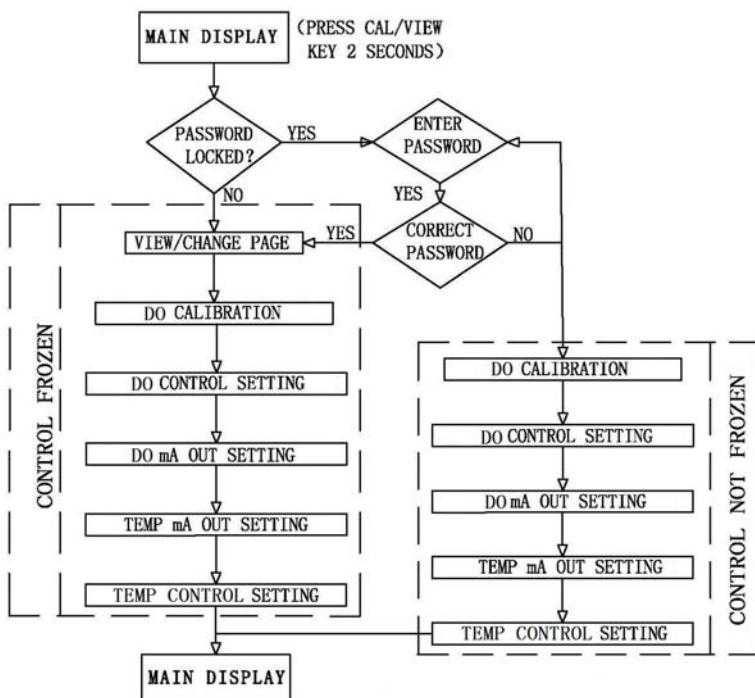 MAIN DISPLAY
(PRESS CAL/VIEW
KEY 2 SECONDS)
PASSWORD
LOCKED?
YES
ENTER
PASSWORD
NO
YES
VIEW/CHANGE PAGE
YES
CORRECT
PASSWORD
NO
CONTROL FROZEN
DO CALIBRATION
DO CONTROL SETTING
DO mA OUT SETTING
TEMP mA OUT SETTING
TEMP CONTROL SETTING
MAIN DISPLAY
DO CALIBRATION
DO CONTROL SETTING
DO mA OUT SETTING
TEMP mA OUT SETTING
TEMP CONTROL SETTING
CONTROL NOT FROZEN